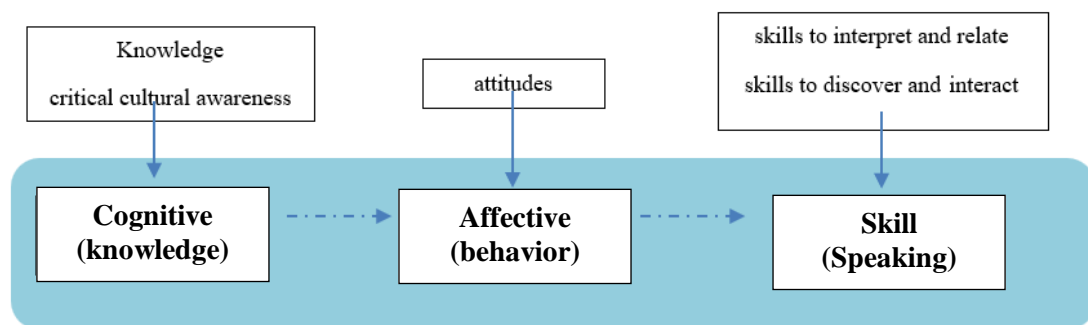 Knowledge
critical cultural awareness
attitudes
skills to interpret and relate
skills to discover and interact
Cognitive
(knowledge)
Affective
(behavior)
Skill
(Speaking)